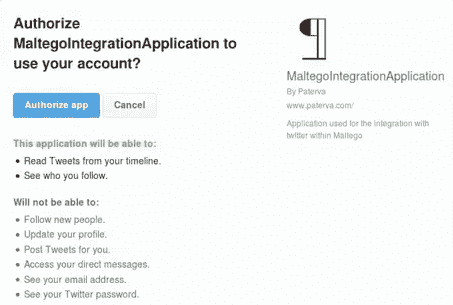 Authorize
MaltegoIntegrationApplication to
use your account?
Authorize app
Cancel
This application will be able to:
• Read Tweets from your timeline.
• See who you follow.
Will not be able to:
• Follow new people.
• Update your profile.
• Post Tweets for you.
• Access your direct messages.
• See your email address.
• See your Twitter password.
¶
MaltegoIntegrationApplication
By Paterva
www.paterva.com/
Application used for the integration with
twitter within Maltego